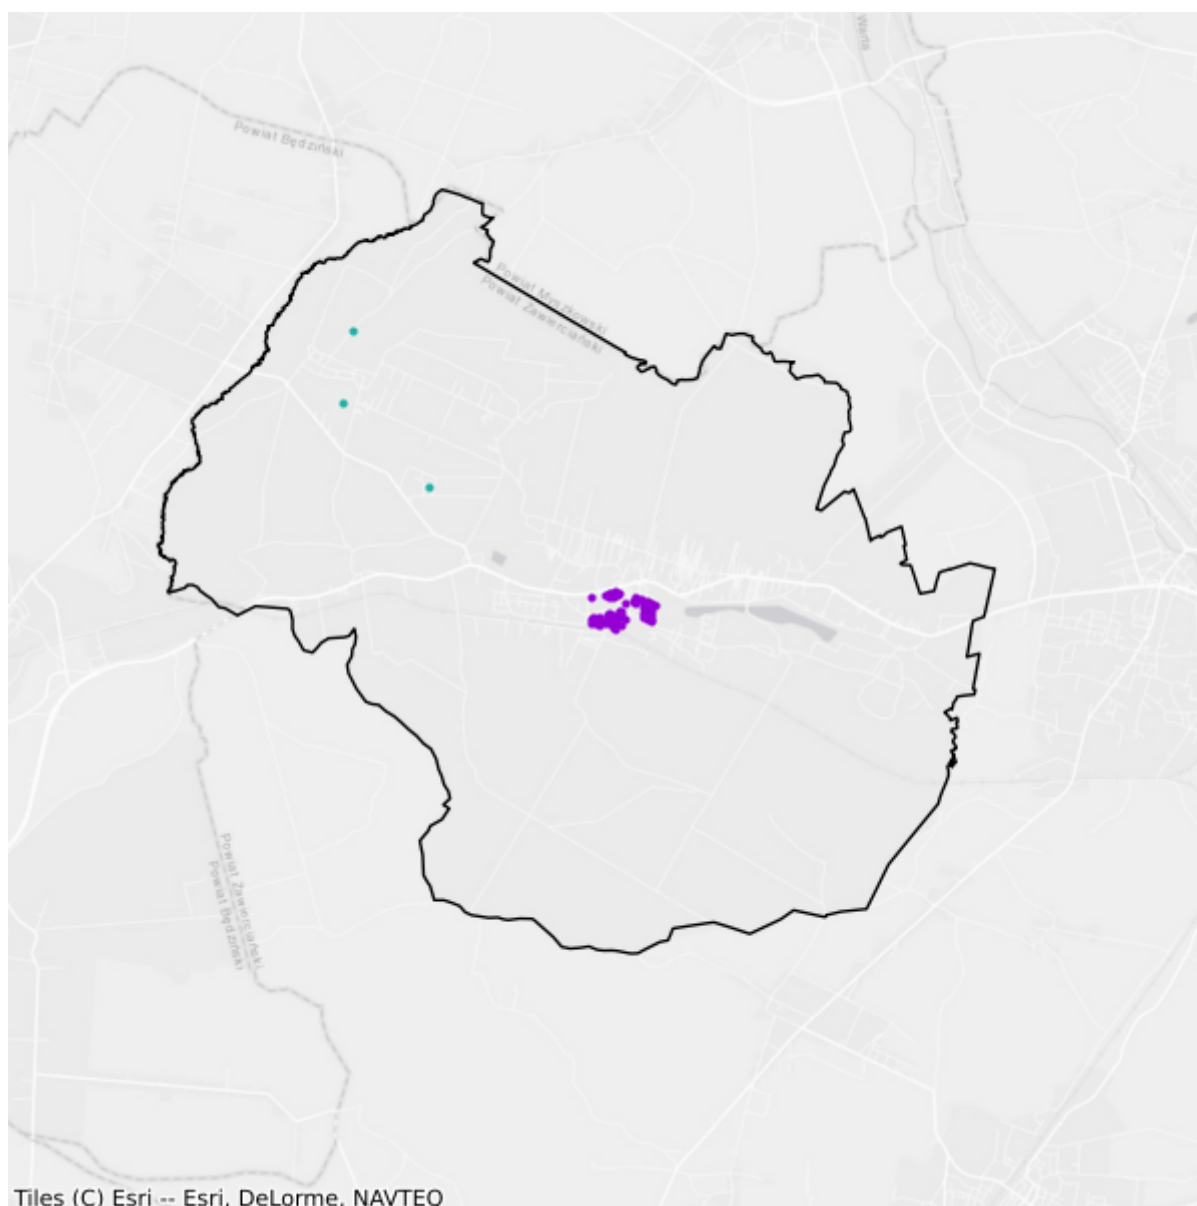 Warta
Powiat Będziński
Powiat Myszkowski
Powiat Zawierciański
Powiat Zawierciański
Powiat Będziński
Tiles (C) Esri -- Esri, DeLorme, NAVTEQ